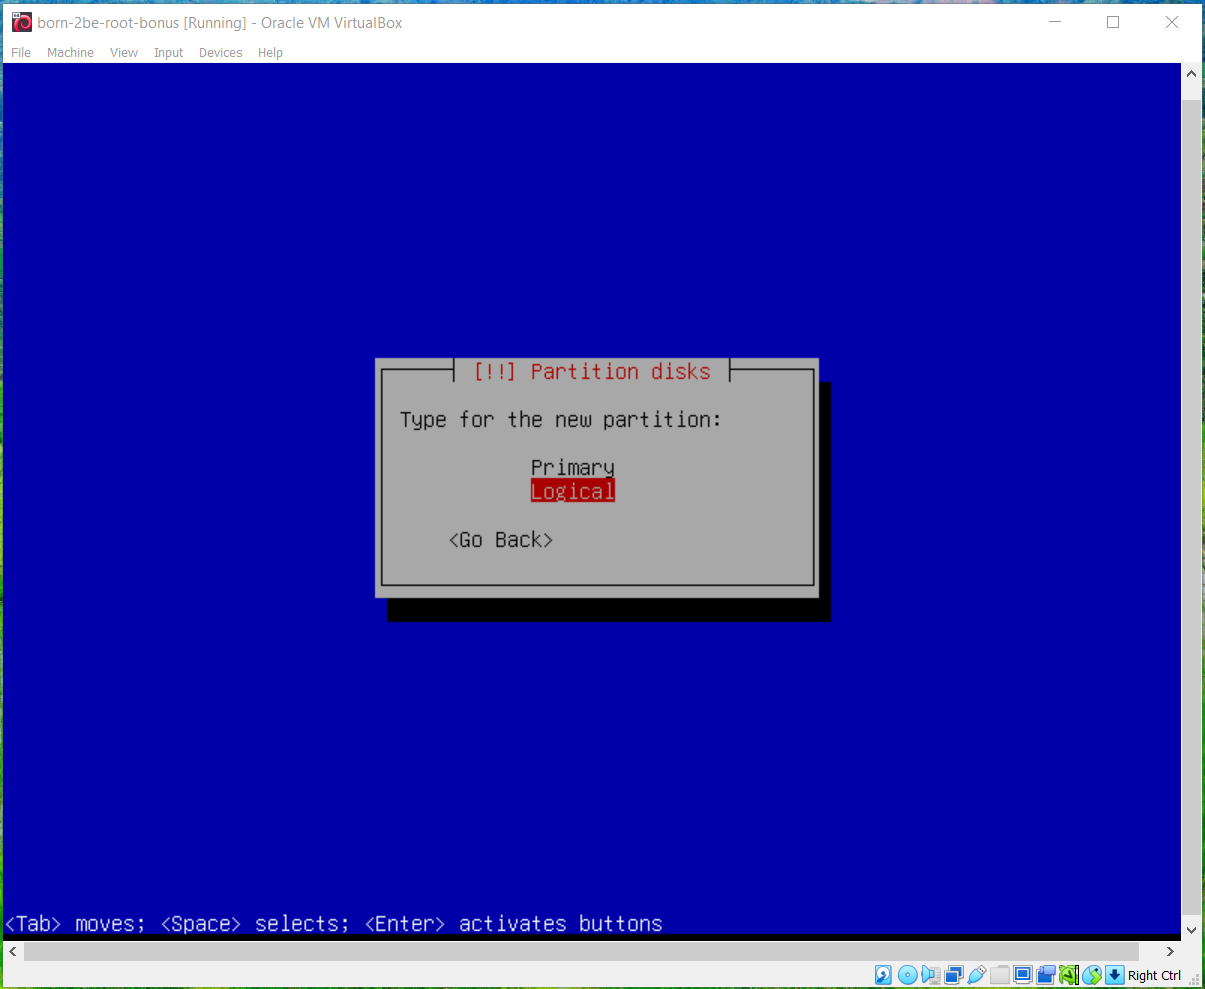 born-2be-root-bonus [Running] - Oracle VM VirtualBox
File Machine View Input Devices Help
[!!] Partition disks
Type for the new partition:
Primary
Logical
<Go Back>
<Tab> moves; <Space> selects; <Enter> activates buttons
Right Ctrl